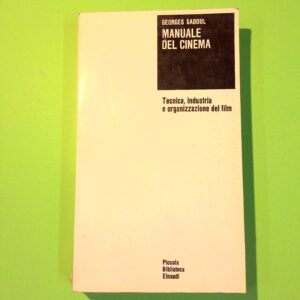 GEORGES SADOUL
MANUALE
DEL CINEMA
Tecnica, industria
e organizzazione del film
Piccola
Biblioteca
Einaudi